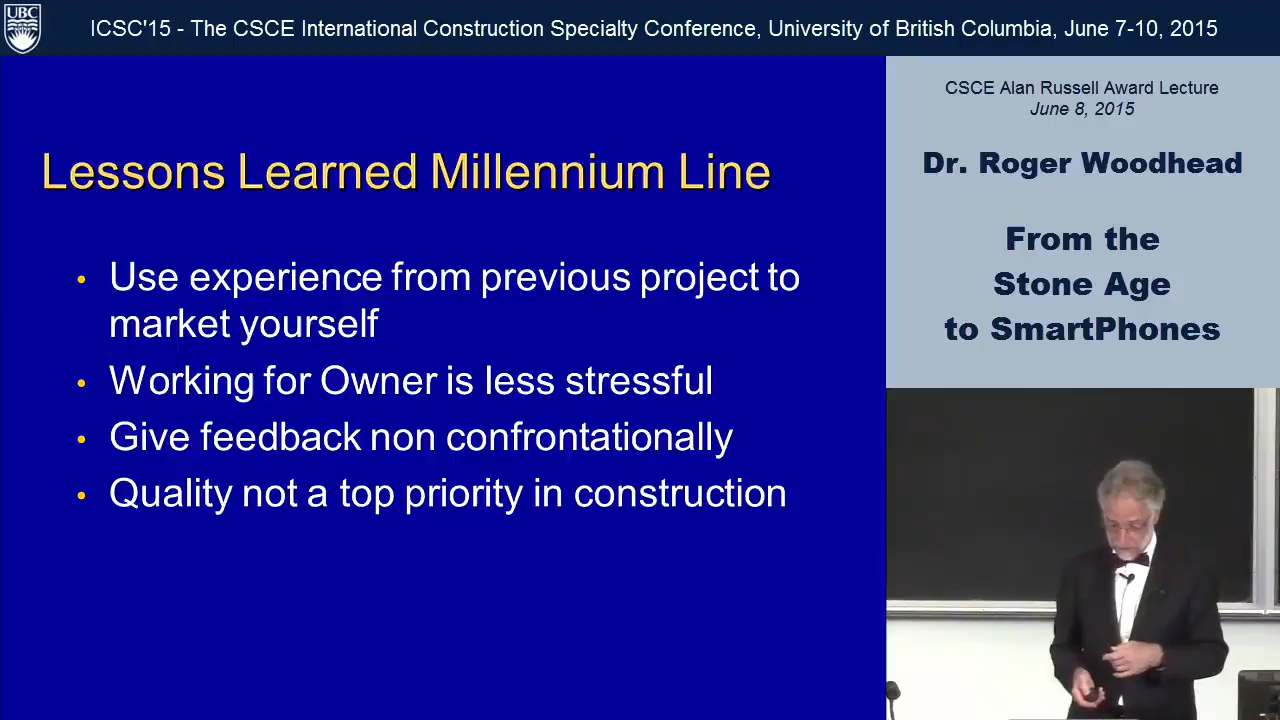 UBC
ICSC'15 - The CSCE International Construction Specialty Conference, University of British Columbia, June 7-10, 2015
Lessons Learned Millennium Line
• Use experience from previous project to
market yourself
• Working for Owner is less stressful
• Give feedback non confrontationally
• Quality not a top priority in construction
CSCE Alan Russell Award Lecture
June 8, 2015
Dr. Roger Woodhead
From the
Stone Age
to SmartPhones